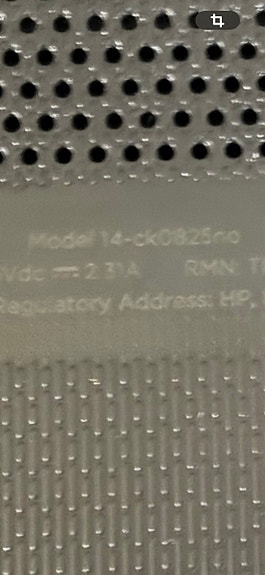 Model 14-ck0825no
Vdc ⎓ 2.31A RMN: T
Regulatory Address: HP,